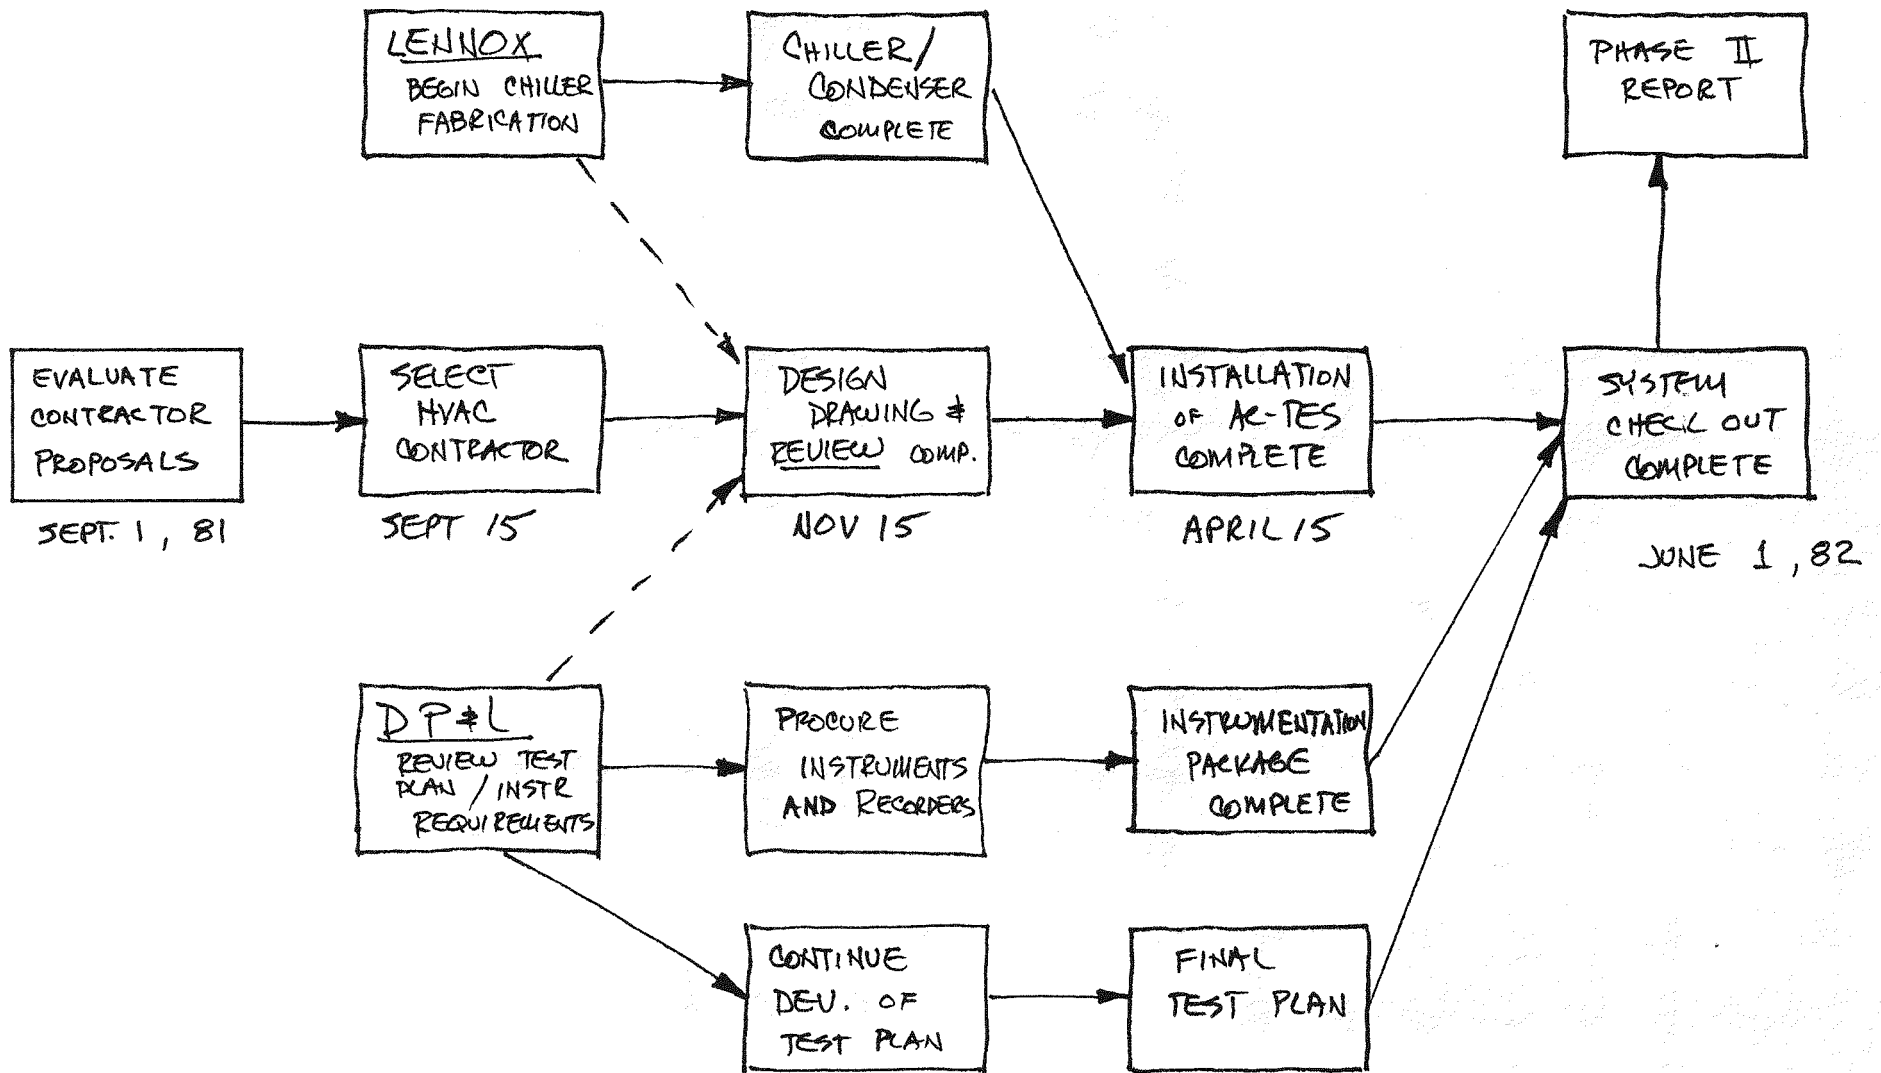 LENNOX
BEGIN CHILLER
FABRICATION
CHILLER/
CONDENSER
COMPLETE
PHASE II
REPORT
EVALUATE
CONTRACTOR
PROPOSALS
SEPT. 1, 81
SELECT
HVAC
CONTRACTOR
SEPT 15
DESIGN
DRAWING &
REVIEW COMP.
NOV 15
INSTALLATION
OF AC-TES
COMPLETE
APRIL 15
SYSTEM
CHECK OUT
COMPLETE
JUNE 1, 82
DP&L
REVIEW TEST
PLAN / INSTR
REQUIREMENTS
PROCURE
INSTRUMENTS
AND RECORDERS
INSTRUMENTATION
PACKAGE
COMPLETE
CONTINUE
DEV. OF
TEST PLAN
FINAL
TEST PLAN